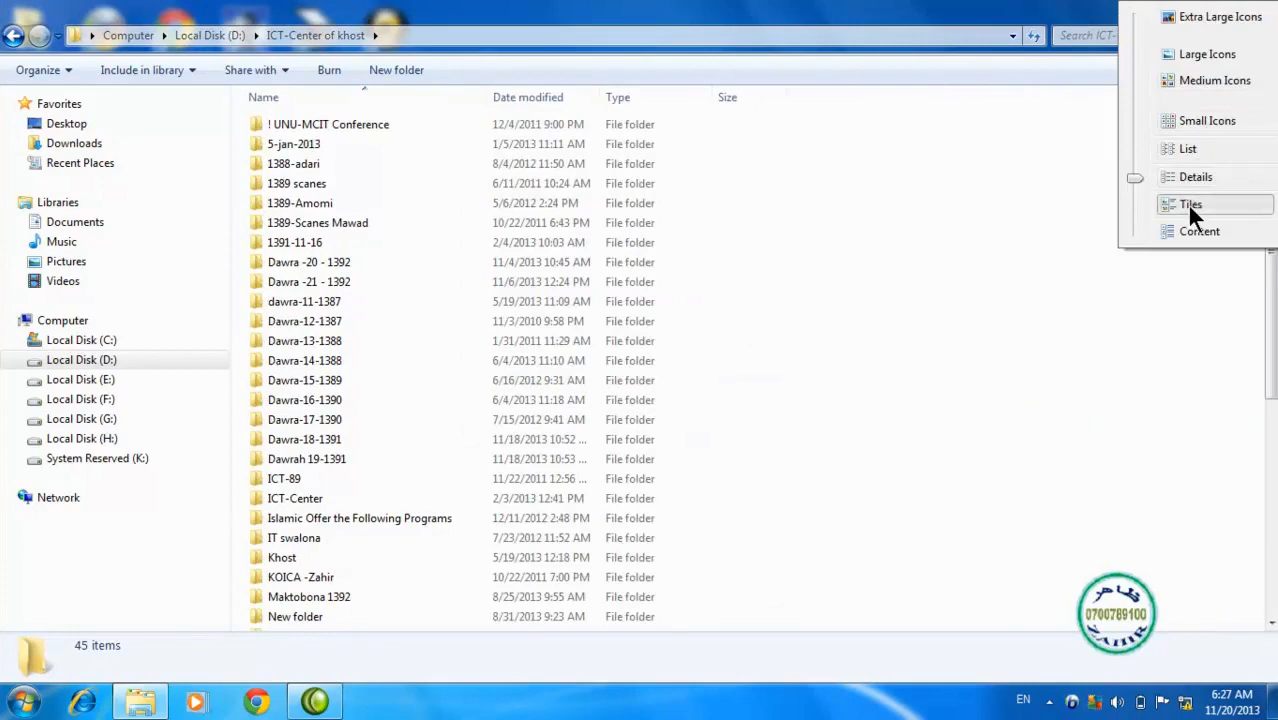 Computer Local Disk (D:) ICT-Center of khost
Search ICT-
Organize Include in library Share with Burn New folder
Extra Large Icons
Large Icons
Medium Icons
Small Icons
List
Details
Tiles
Content
Favorites
Desktop
Downloads
Recent Places
Libraries
Documents
Music
Pictures
Videos
Computer
Local Disk (C:)
Local Disk (D:)
Local Disk (E:)
Local Disk (F:)
Local Disk (G:)
Local Disk (H:)
System Reserved (K:)
Network
Name Date modified Type Size
! UNU-MCIT Conference 12/4/2011 9:00 PM File folder
5-jan-2013 1/5/2013 11:11 AM File folder
1388-adari 8/4/2012 11:50 AM File folder
1389 scanes 6/11/2011 10:24 AM File folder
1389-Amomi 5/6/2012 2:24 PM File folder
1389-Scanes Mawad 10/22/2011 6:43 PM File folder
1391-11-16 2/4/2013 10:03 AM File folder
Dawra -20 - 1392 11/4/2013 10:45 AM File folder
Dawra -21 - 1392 11/6/2013 12:24 PM File folder
dawra-11-1387 5/19/2013 11:09 AM File folder
Dawra-12-1387 11/3/2010 9:58 PM File folder
Dawra-13-1388 1/31/2011 11:29 AM File folder
Dawra-14-1388 6/4/2013 11:10 AM File folder
Dawra-15-1389 6/16/2012 9:31 AM File folder
Dawra-16-1390 6/4/2013 11:18 AM File folder
Dawra-17-1390 7/15/2012 9:41 AM File folder
Dawra-18-1391 11/18/2013 10:52 ... File folder
Dawrah 19-1391 11/18/2013 10:53 ... File folder
ICT-89 11/22/2011 12:56 ... File folder
ICT-Center 2/3/2013 12:41 PM File folder
Islamic Offer the Following Programs 12/11/2012 2:48 PM File folder
IT swalona 7/23/2012 11:52 AM File folder
Khost 5/19/2013 12:18 PM File folder
KOICA -Zahir 10/22/2011 7:00 PM File folder
Maktobona 1392 8/25/2013 9:55 AM File folder
New folder 8/31/2013 9:23 AM File folder
ظاهر
0700789100
ZAHIR
45 items
EN
6:27 AM
11/20/2013